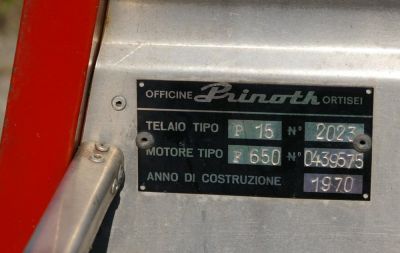 OFFICINE Prinoth ORTISEI
TELAIO TIPO P 15 N° 2023
MOTORE TIPO F 650 N° 0439575
ANNO DI COSTRUZIONE 1970